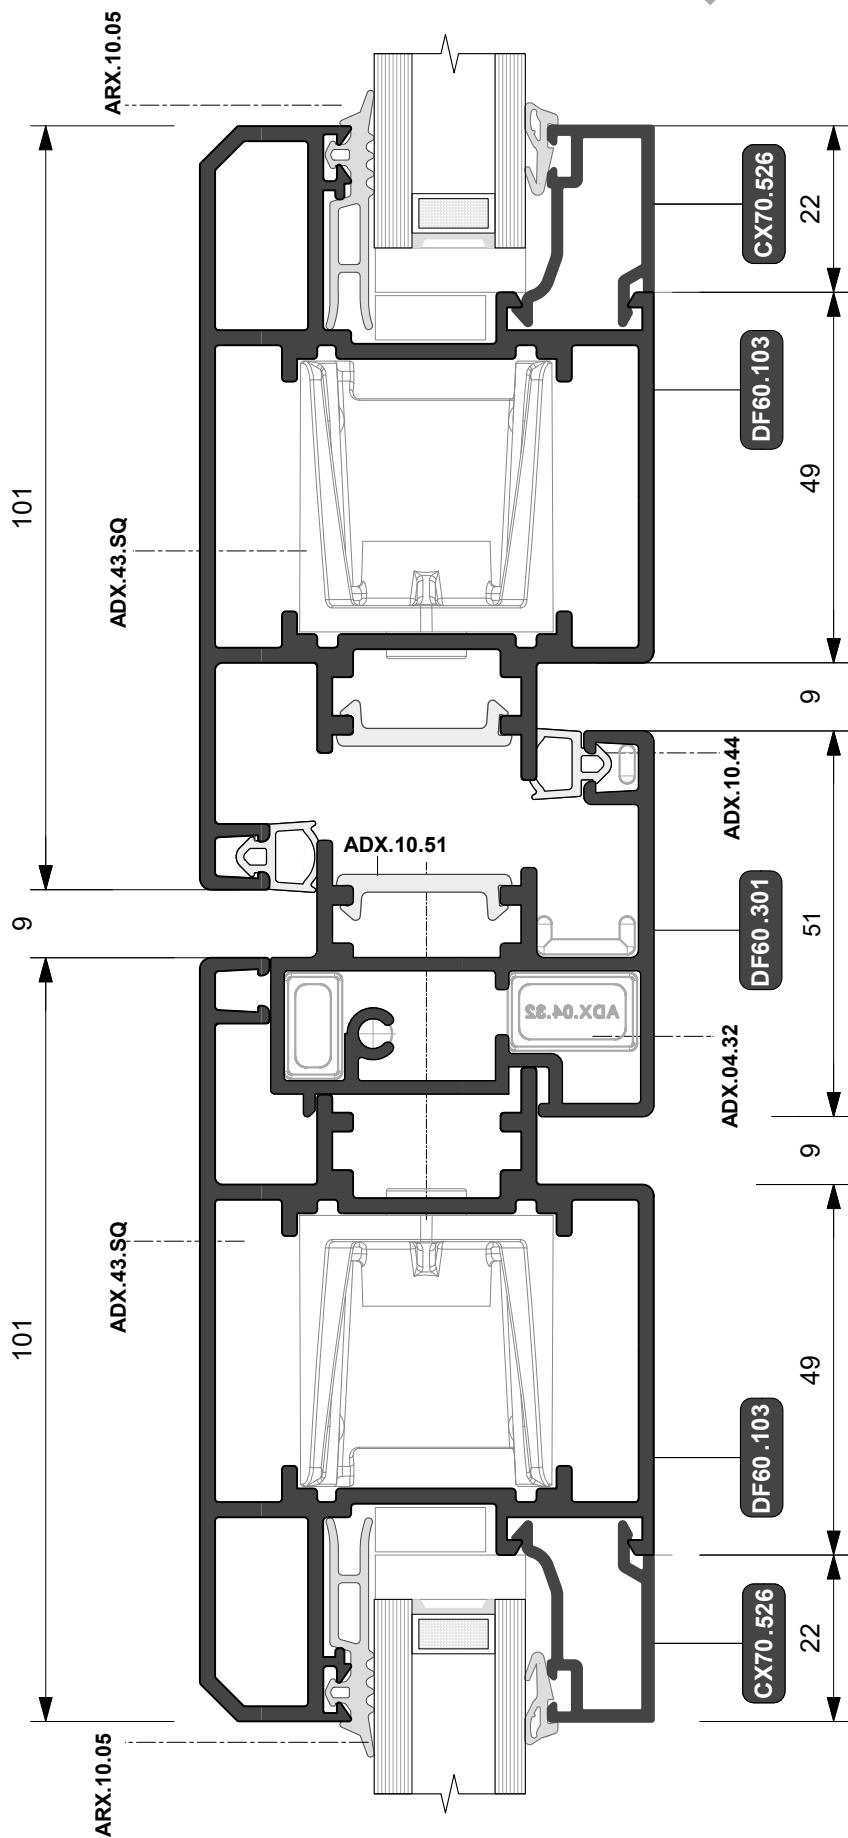 ARX.10.05
CX70.526
22
DF60.103
101
49
ADX.43.SQ
9
ADX.10.44
ADX.10.51
DF60.301
51
9
ADX.04.32
ADX.04.32
9
ADX.43.SQ
101
49
DF60.103
CX70.526
22
ARX.10.05